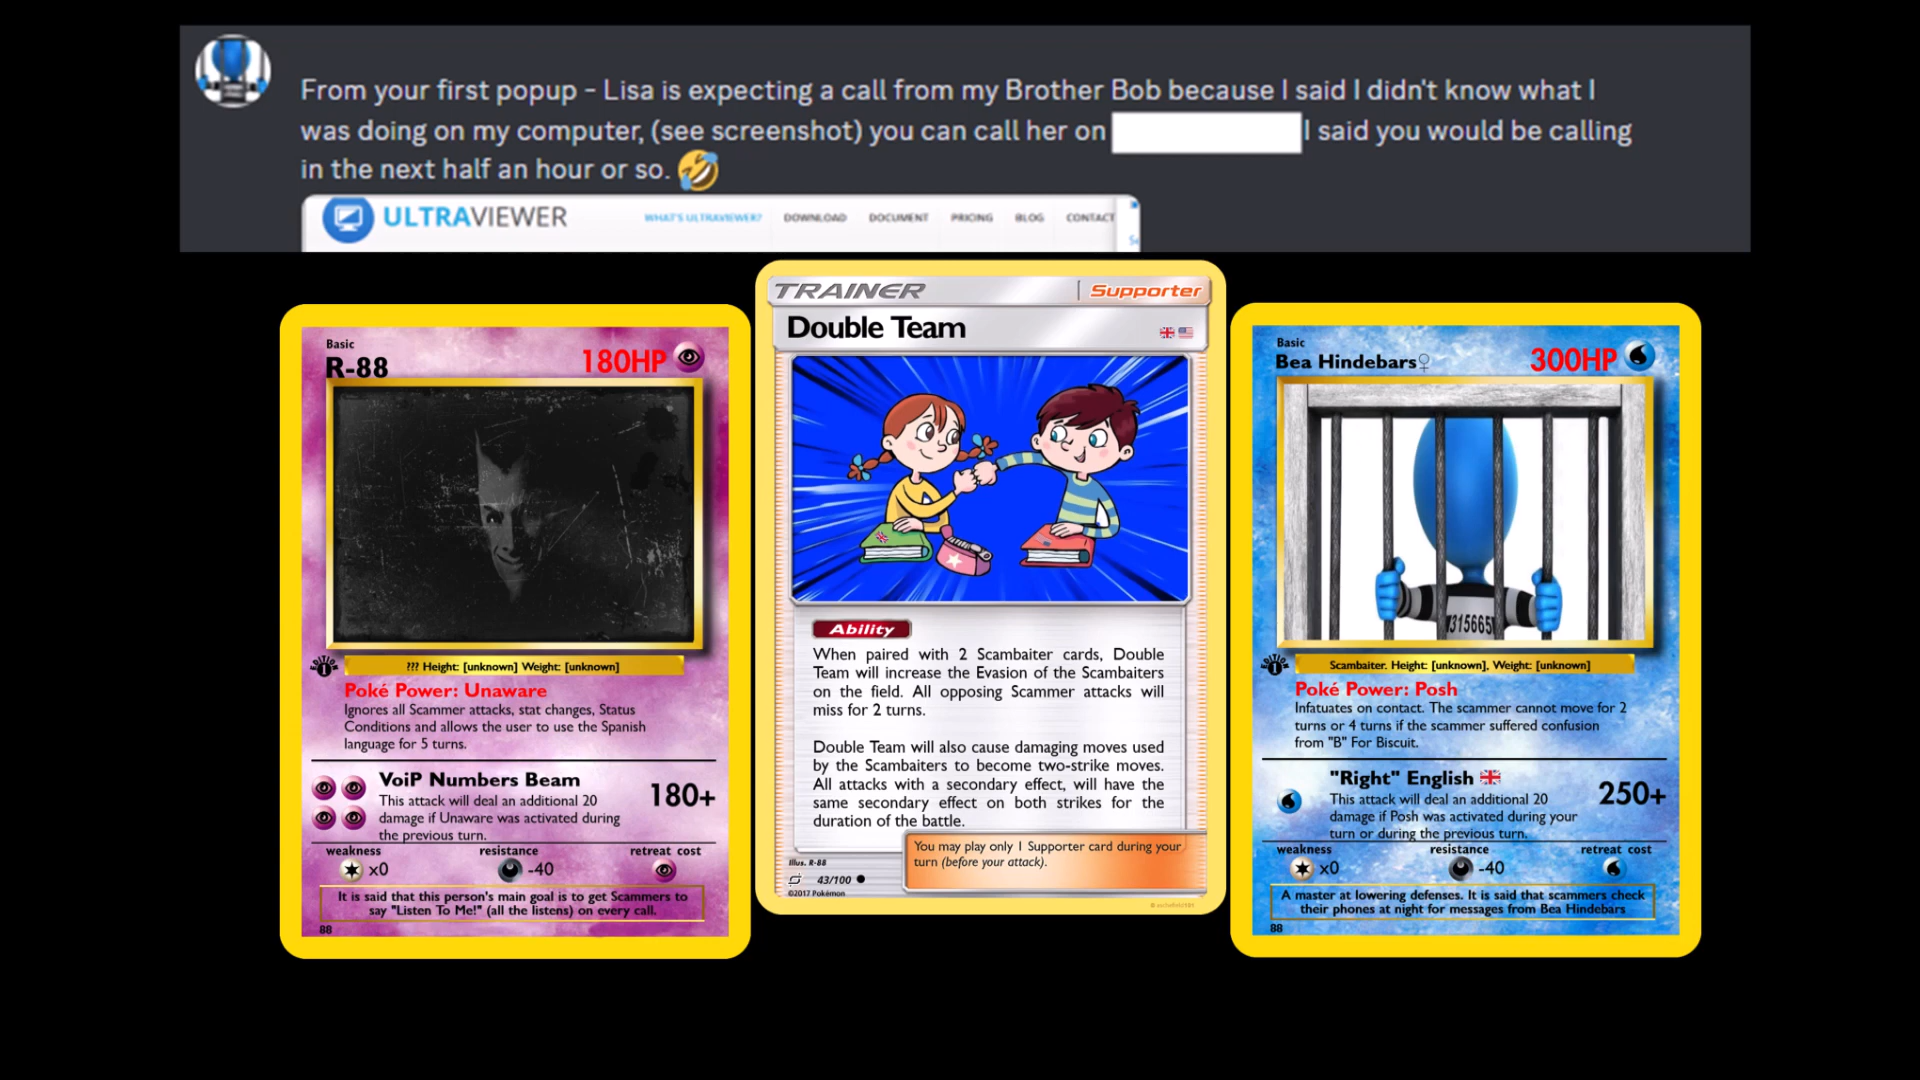 From your first popup - Lisa is expecting a call from my Brother Bob because I said I didn't know what I
was doing on my computer, (see screenshot) you can call her on I said you would be calling
in the next half an hour or so. 🤣
ULTRAVIEWER WHAT'S ULTRAVIEWER? DOWNLOAD DOCUMENT PRICING BLOG CONTACT
Basic
R-88 180HP
??? Height: [unknown] Weight: [unknown]
EDITION 1
Poké Power: Unaware
Ignores all Scammer attacks, stat changes, Status
Conditions and allows the user to use the Spanish
language for 5 turns.
VoiP Numbers Beam 180+
This attack will deal an additional 20
damage if Unaware was activated during
the previous turn.
weakness resistance retreat cost
x0 -40
It is said that this person's main goal is to get Scammers to
say "Listen To Me!" (all the listens) on every call.
88
TRAINER | Supporter
Double Team
Ability
When paired with 2 Scambaiter cards, Double
Team will increase the Evasion of the Scambaiters
on the field. All opposing Scammer attacks will
miss for 2 turns.
Double Team will also cause damaging moves used
by the Scambaiters to become two-strike moves.
All attacks with a secondary effect, will have the
same secondary effect on both strikes for the
duration of the battle.
You may play only 1 Supporter card during your
turn (before your attack).
Illus. R-88
43/100
©2017 Pokémon
Basic
Bea Hindebars♀ 300HP
315665
EDITION 1
Scambaiter. Height: [unknown], Weight: [unknown]
Poké Power: Posh
Infatuates on contact. The scammer cannot move for 2
turns or 4 turns if the scammer suffered confusion
from "B" For Biscuit.
"Right" English 250+
This attack will deal an additional 20
damage if Posh was activated during your
turn or during the previous turn.
weakness resistance retreat cost
x0 -40
A master at lowering defenses. It is said that scammers check
their phones at night for messages from Bea Hindebars
88